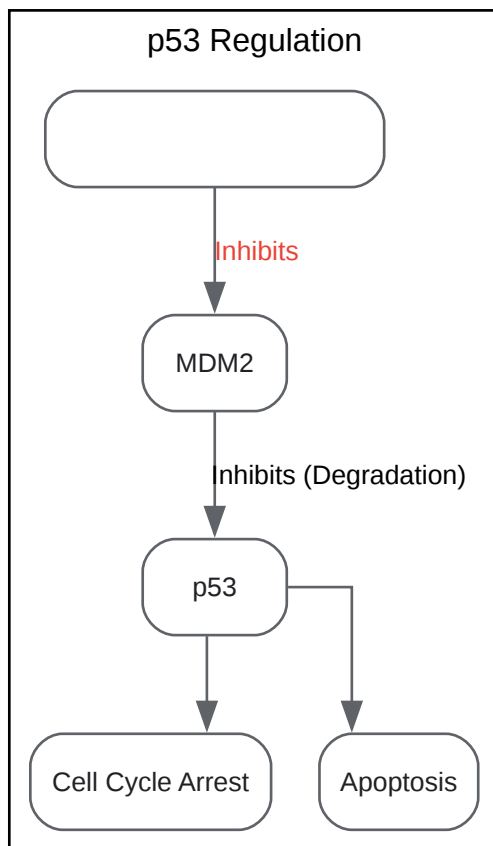 p53 Regulation
Inhibits
MDM2
Inhibits (Degradation)
p53
Cell Cycle Arrest
Apoptosis